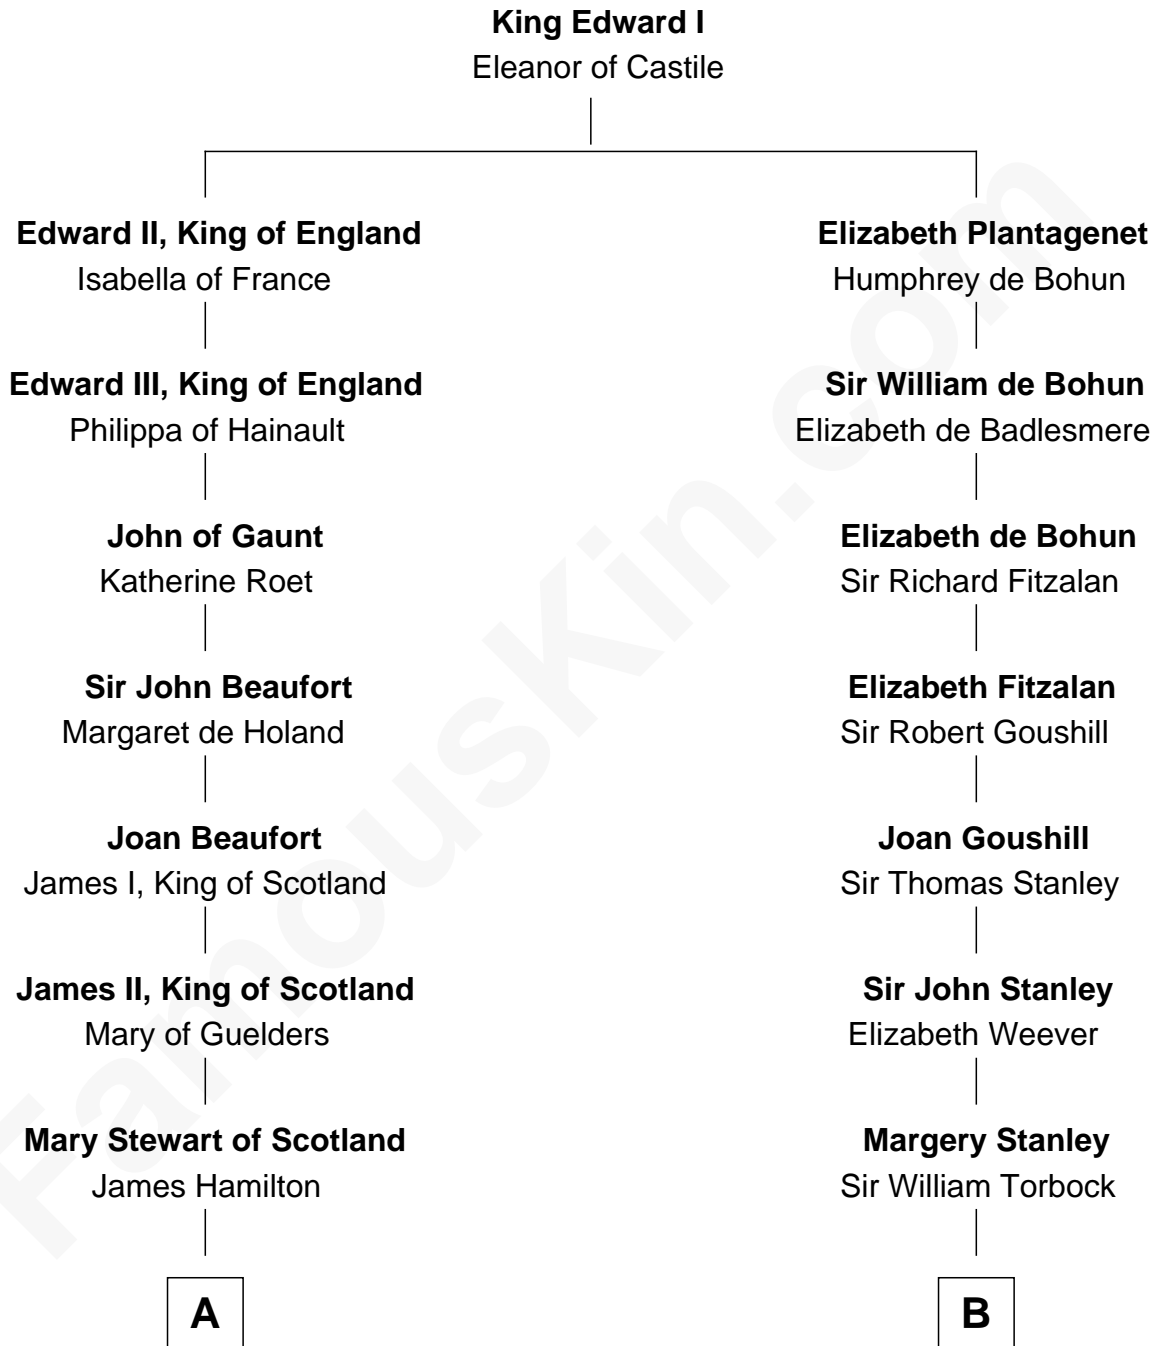 King Edward I
Eleanor of Castile
Edward II, King of England
Isabella of France
Elizabeth Plantagenet
Humphrey de Bohun
Edward III, King of England
Philippa of Hainault
Sir William de Bohun
Elizabeth de Badlesmere
John of Gaunt
Katherine Roet
Elizabeth de Bohun
Sir Richard Fitzalan
Sir John Beaufort
Margaret de Holand
Elizabeth Fitzalan
Sir Robert Goushill
Joan Beaufort
James I, King of Scotland
Joan Goushill
Sir Thomas Stanley
James II, King of Scotland
Mary of Guelders
Sir John Stanley
Elizabeth Weever
Mary Stewart of Scotland
James Hamilton
Margery Stanley
Sir William Torbock
A
B
FamousKin.com